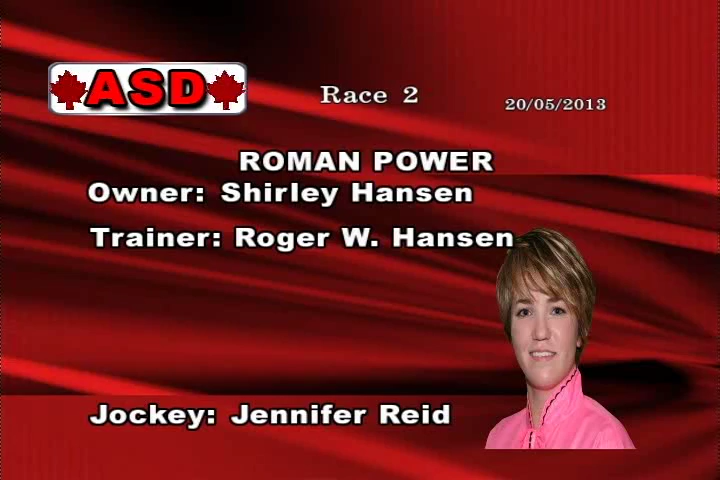 ASD
Race 2
20/05/2013
ROMAN POWER
Owner: Shirley Hansen
Trainer: Roger W. Hansen
Jockey: Jennifer Reid